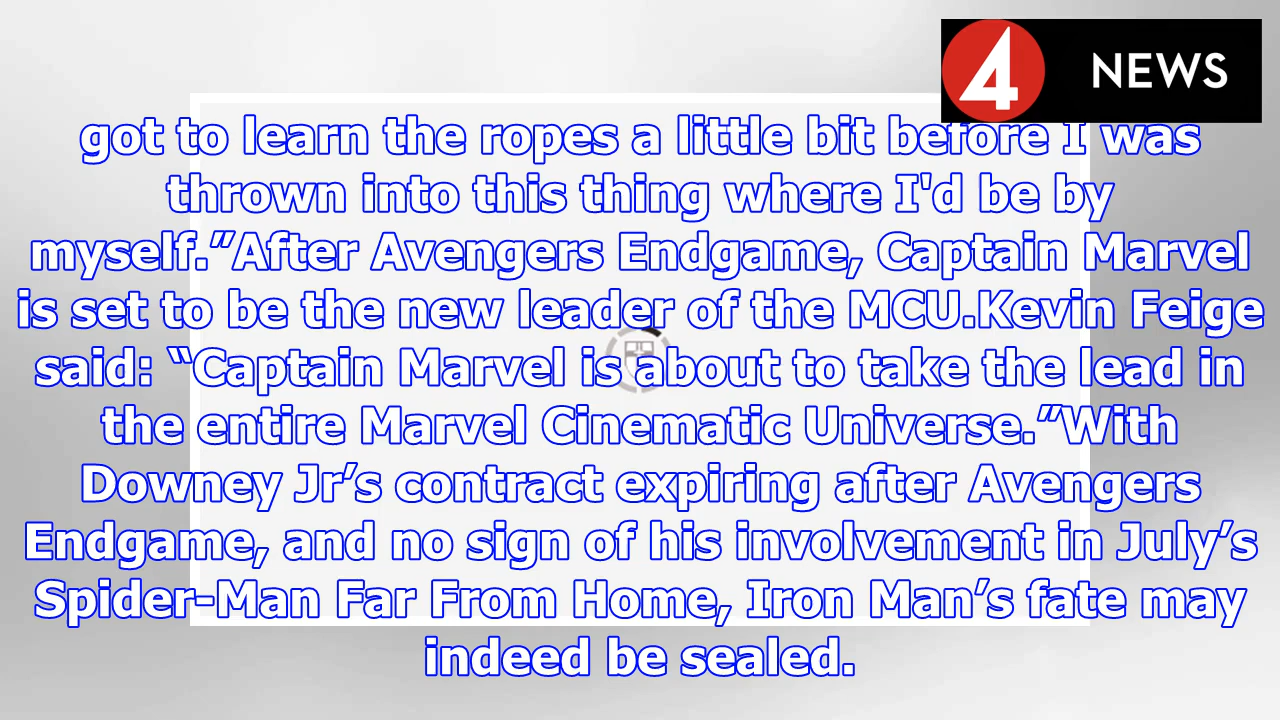 4 NEWS
got to learn the ropes a little bit before I was
thrown into this thing where I'd be by
myself.”After Avengers Endgame, Captain Marvel
is set to be the new leader of the MCU.Kevin Feige
said: “Captain Marvel is about to take the lead in
the entire Marvel Cinematic Universe.”With
Downey Jr’s contract expiring after Avengers
Endgame, and no sign of his involvement in July’s
Spider-Man Far From Home, Iron Man’s fate may
indeed be sealed.